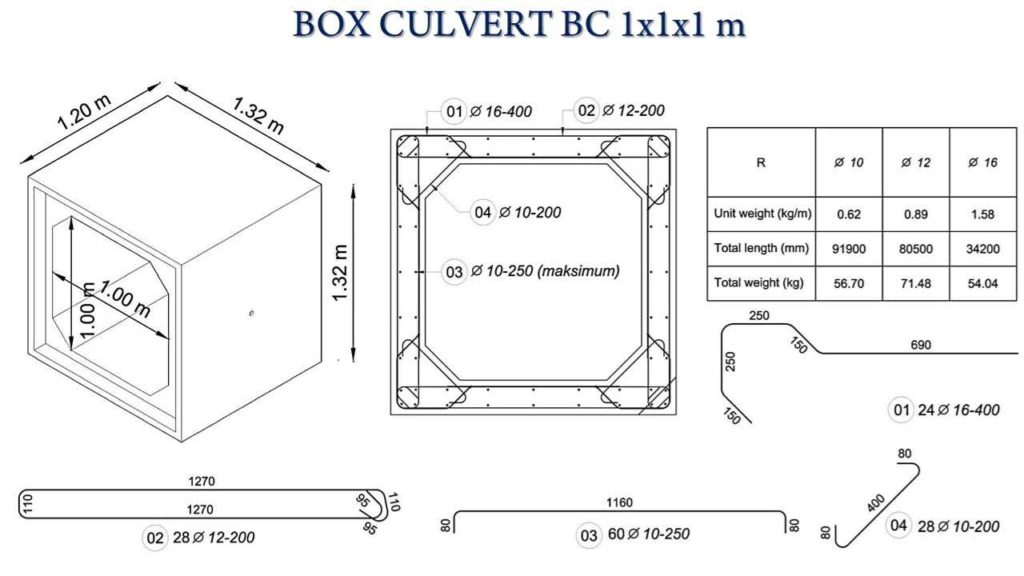 BOX CULVERT BC 1x1x1 m
1.20 m
1.32 m
1.32 m
1.00 m
1.00 m
01 Ø 16-400
02 Ø 12-200
04 Ø 10-200
03 Ø 10-250 (maksimum)
R Ø 10 Ø 12 Ø 16
Unit weight (kg/m) 0.62 0.89 1.58
Total length (mm) 91900 80500 34200
Total weight (kg) 56.70 71.48 54.04
250
150
690
250
150
01 24 Ø 16-400
1270
110
1270
95
110
95
02 28 Ø 12-200
1160
80
80
03 60 Ø 10-250
80
400
80
04 28 Ø 10-200